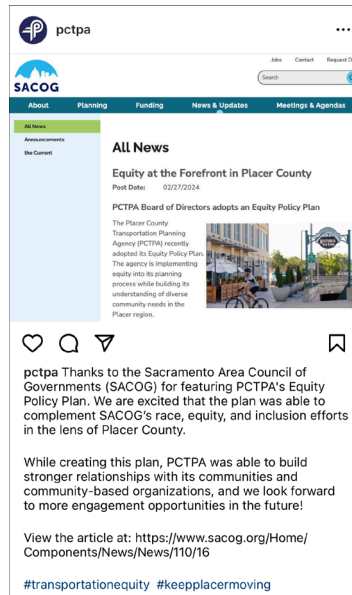 pctpa
...
Jobs Contact Request D
Search
SACOG
About Planning Funding News & Updates Meetings & Agendas
All News
Announcements
the Current
All News
Equity at the Forefront in Placer County
Post Date: 02/27/2024
PCTPA Board of Directors adopts an Equity Policy Plan
The Placer County
Transportation Planning
Agency (PCTPA) recently
adopted its Equity Policy Plan.
The agency is implementing
equity into its planning
process while building its
understanding of diverse
community needs in the
Placer region.
pctpa Thanks to the Sacramento Area Council of
Governments (SACOG) for featuring PCTPA's Equity
Policy Plan. We are excited that the plan was able to
complement SACOG's race, equity, and inclusion efforts
in the lens of Placer County.
While creating this plan, PCTPA was able to build
stronger relationships with its communities and
community-based organizations, and we look forward
to more engagement opportunities in the future!
View the article at: https://www.sacog.org/Home/
Components/News/News/110/16
#transportationequity #keepplacermoving